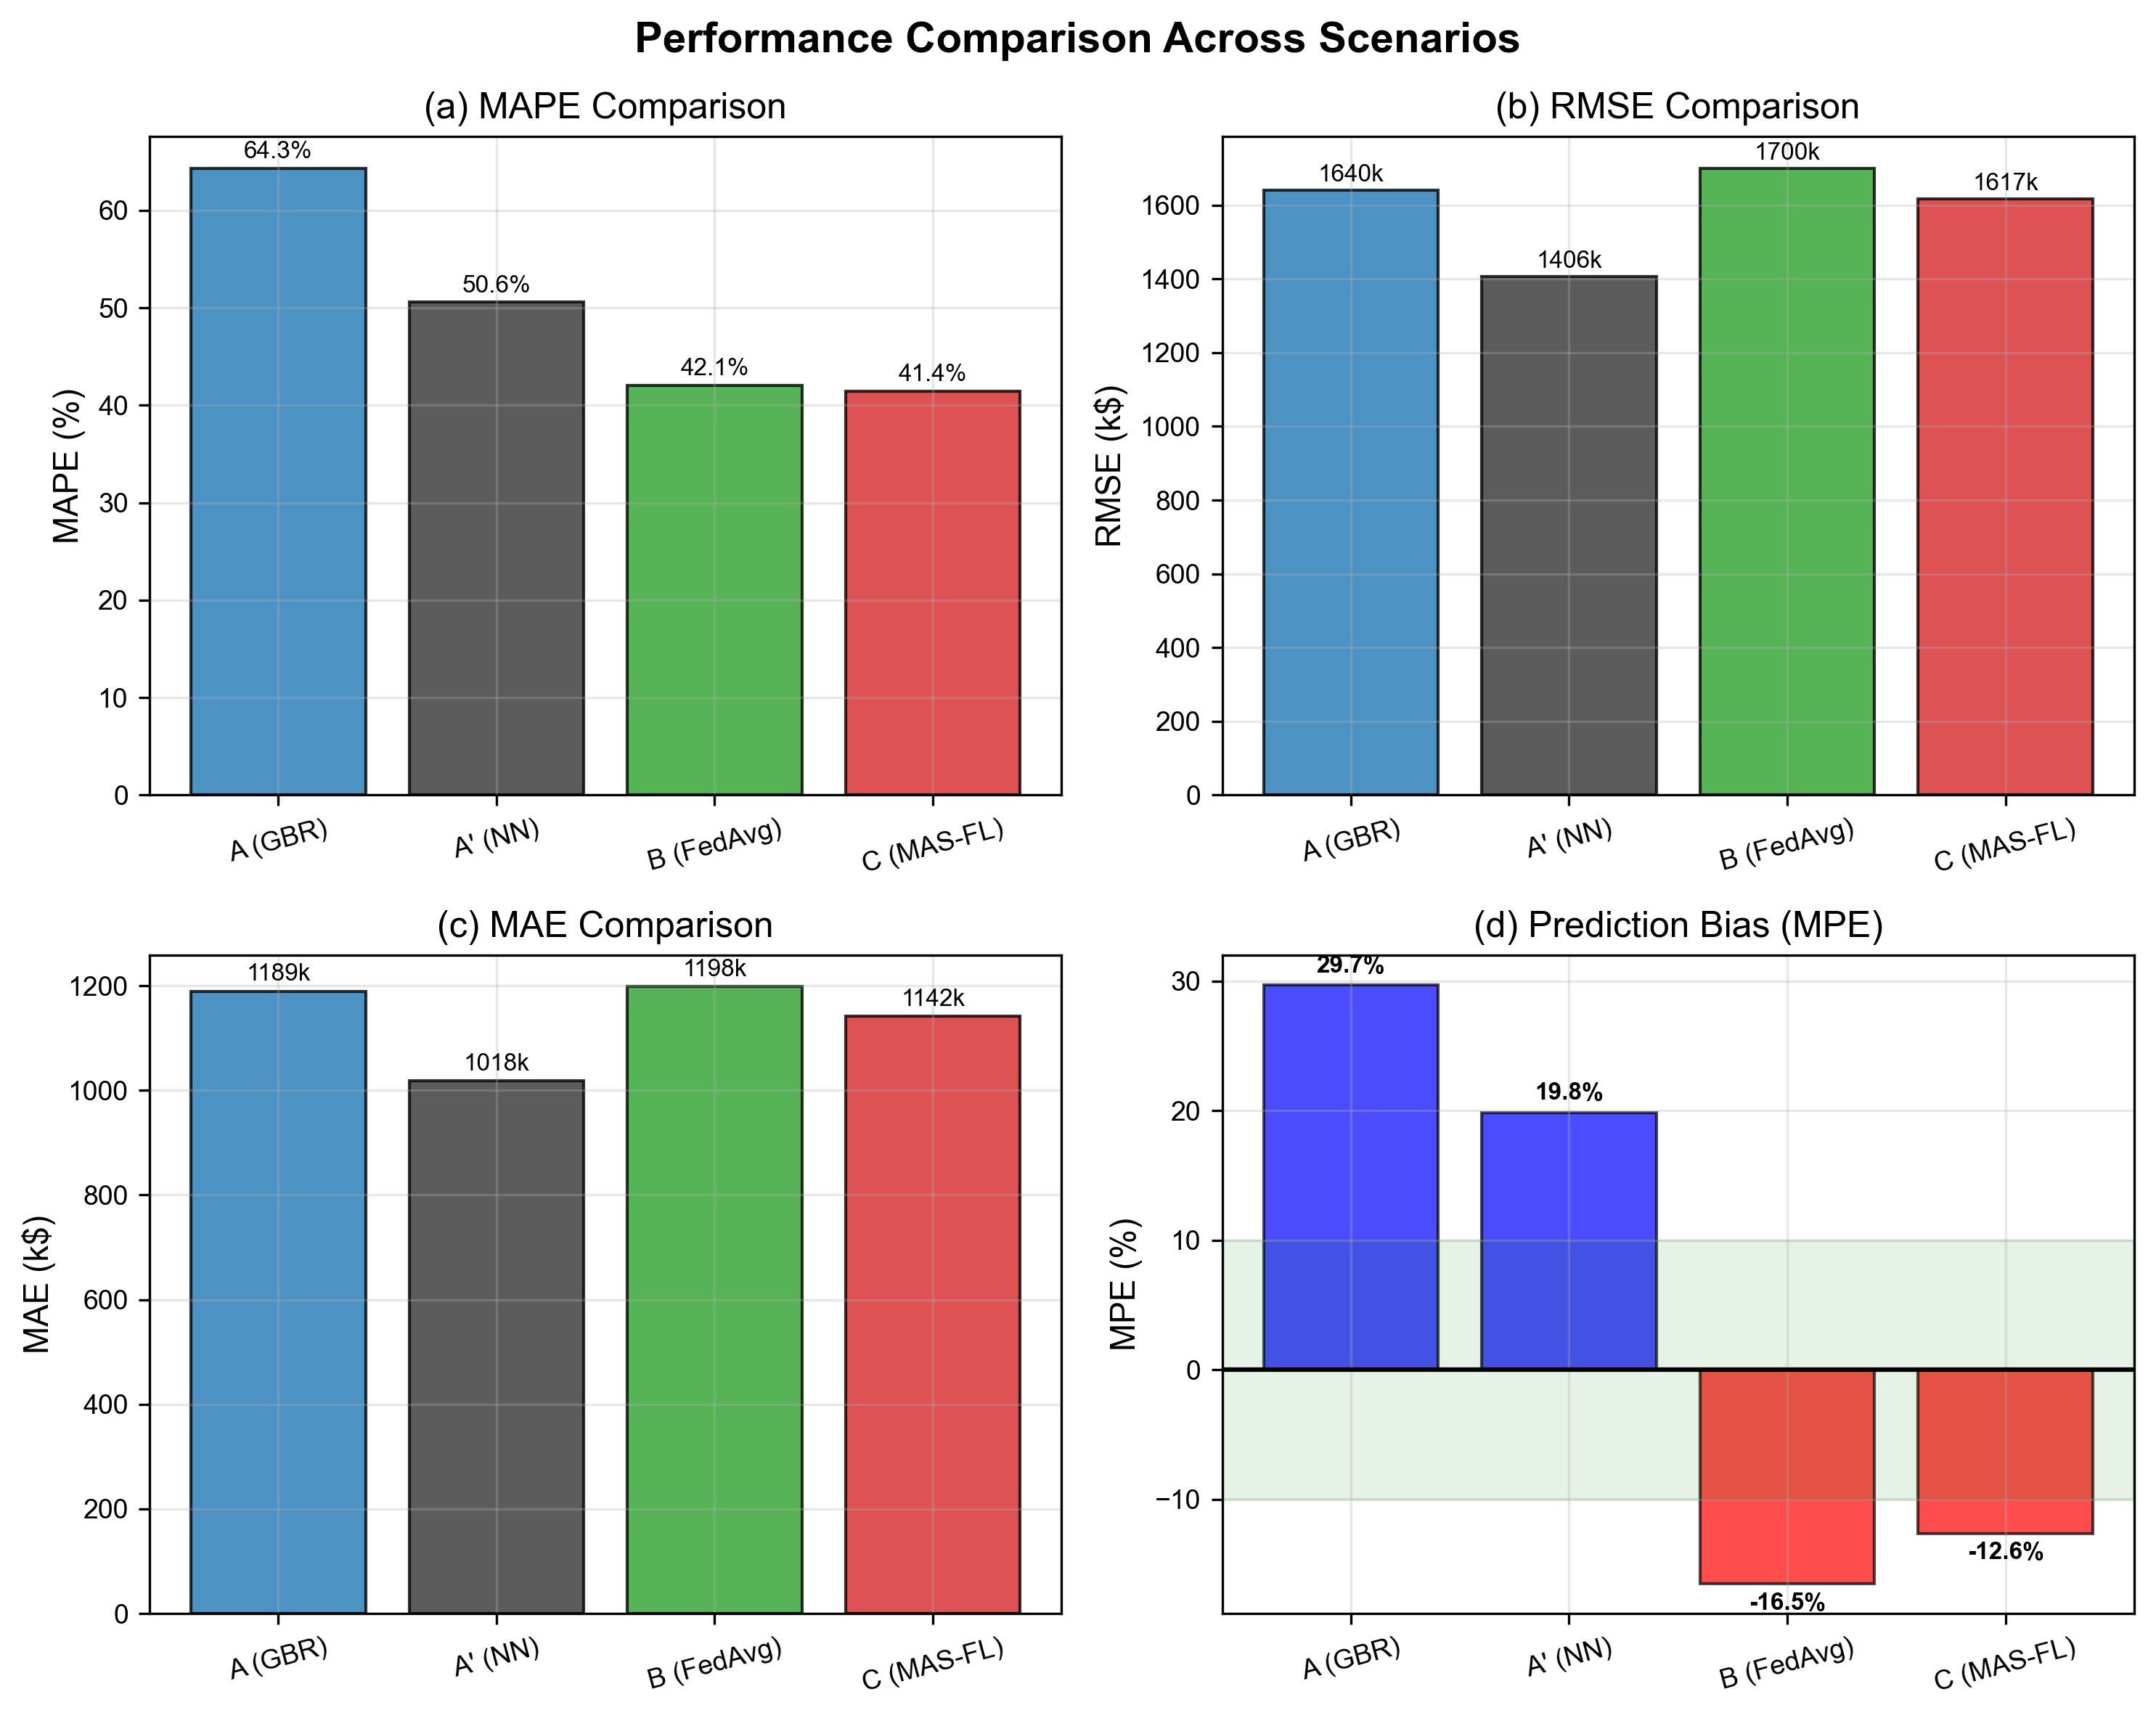 Performance Comparison Across Scenarios
(a) MAPE Comparison
MAPE (%)
60
50
40
30
20
10
0
64.3%
50.6%
42.1%
41.4%
A (GBR)
A' (NN)
B (FedAvg)
C (MAS-FL)
(b) RMSE Comparison
RMSE (k$)
1600
1400
1200
1000
800
600
400
200
0
1640k
1406k
1700k
1617k
A (GBR)
A' (NN)
B (FedAvg)
C (MAS-FL)
(c) MAE Comparison
MAE (k$)
1200
1000
800
600
400
200
0
1189k
1018k
1198k
1142k
A (GBR)
A' (NN)
B (FedAvg)
C (MAS-FL)
(d) Prediction Bias (MPE)
MPE (%)
30
20
10
0
−10
29.7%
19.8%
-16.5%
-12.6%
A (GBR)
A' (NN)
B (FedAvg)
C (MAS-FL)